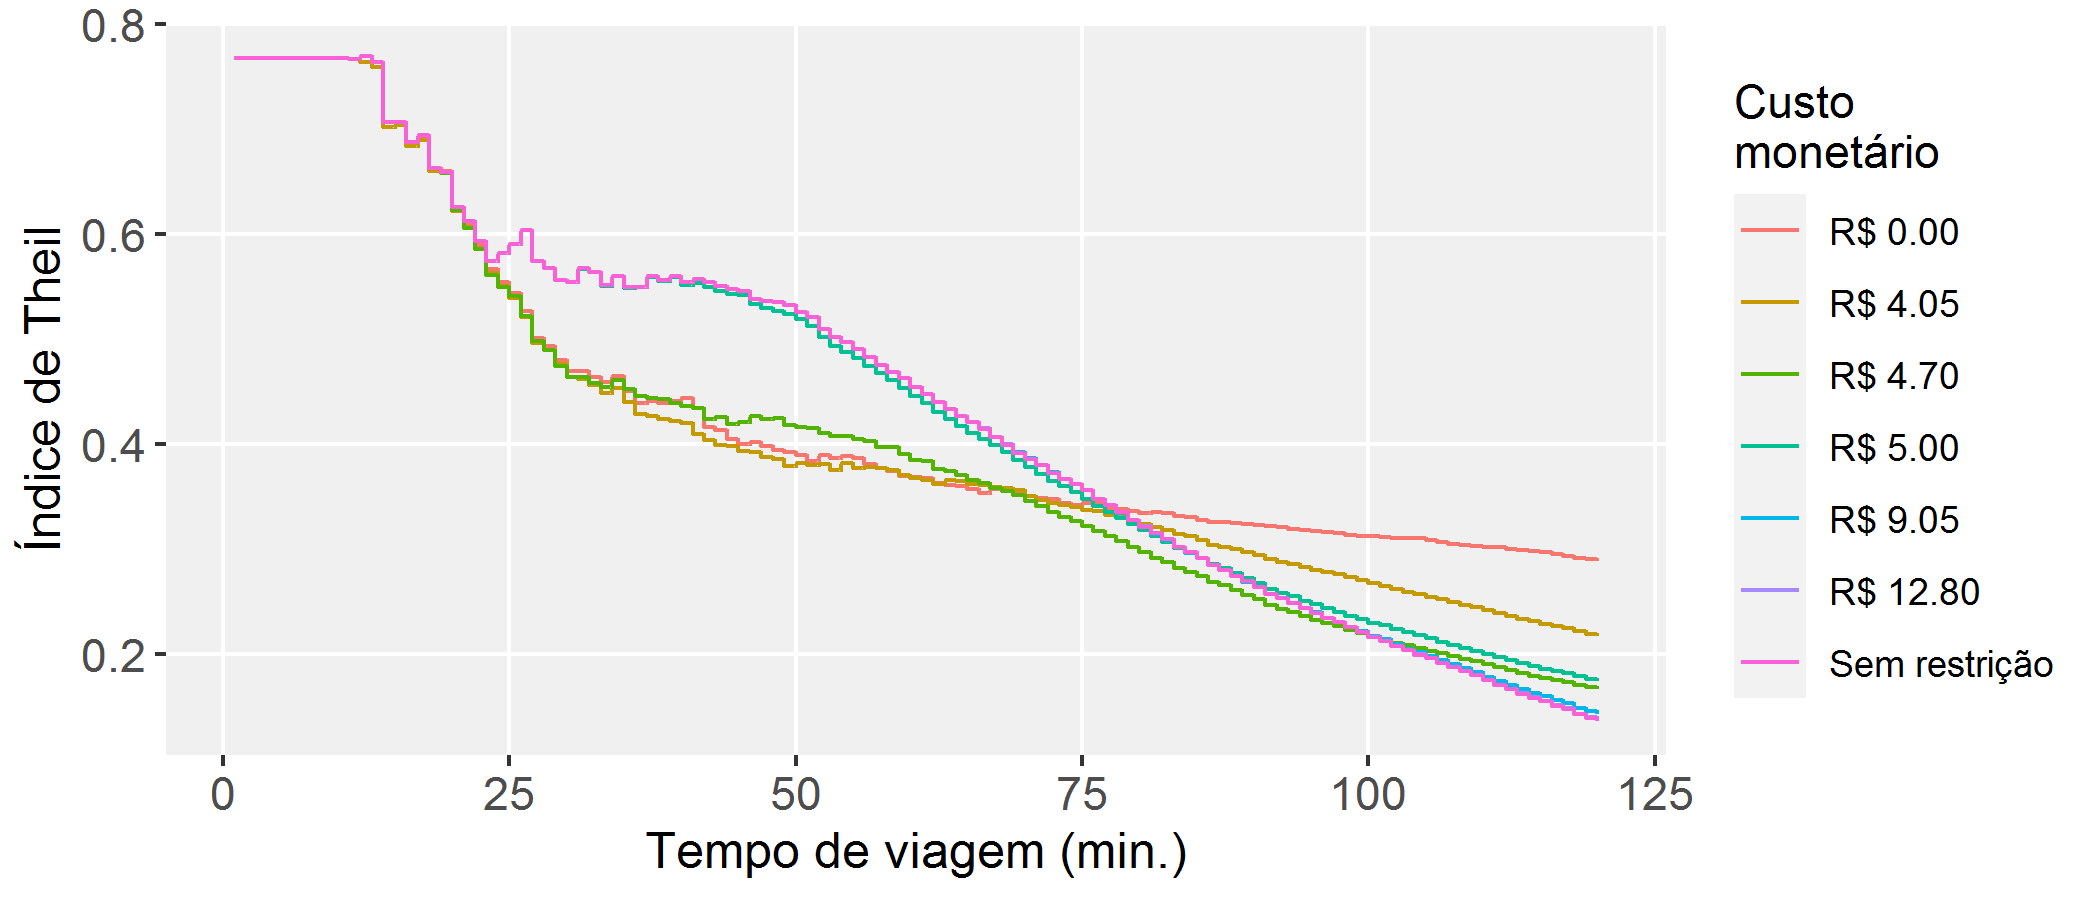 Índice de Theil
0.8
0.6
0.4
0.2
0
25
50
75
100
125
Tempo de viagem (min.)
Custo
monetário
R$ 0.00
R$ 4.05
R$ 4.70
R$ 5.00
R$ 9.05
R$ 12.80
Sem restrição